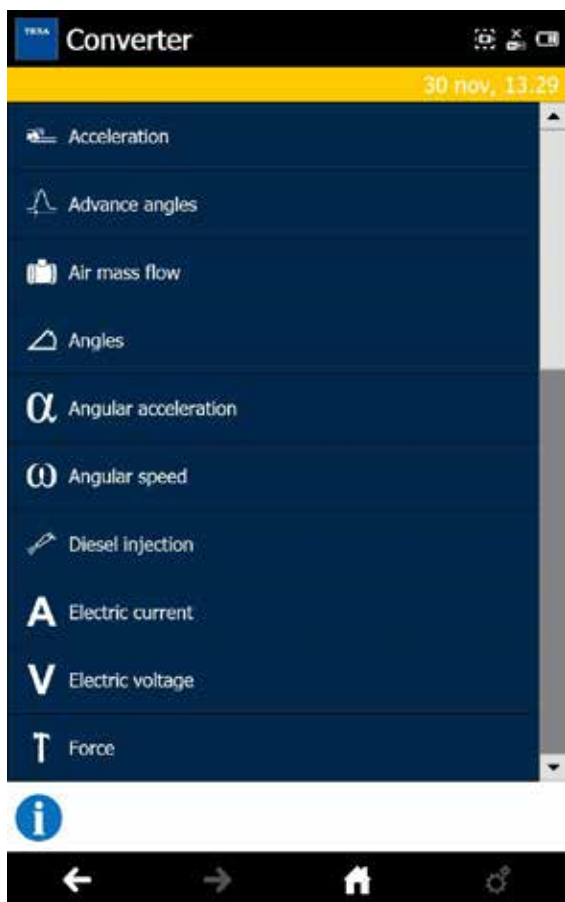 TEXA
Converter
30 nov, 13.29
Acceleration
Advance angles
Air mass flow
Angles
α Angular acceleration
ω Angular speed
Diesel injection
A Electric current
V Electric voltage
Force
i